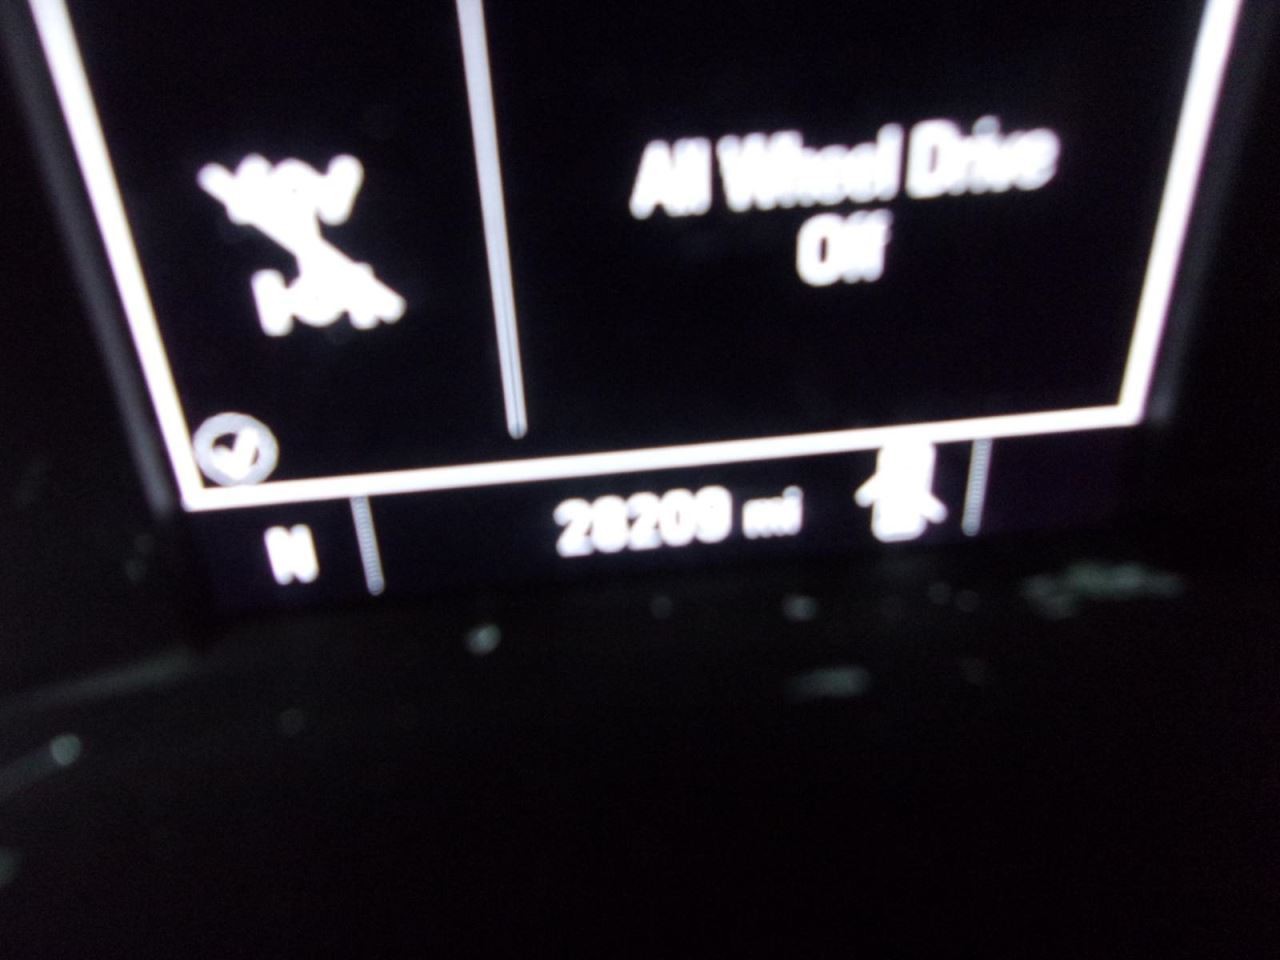 All Wheel Drive
Off
N
28209 mi